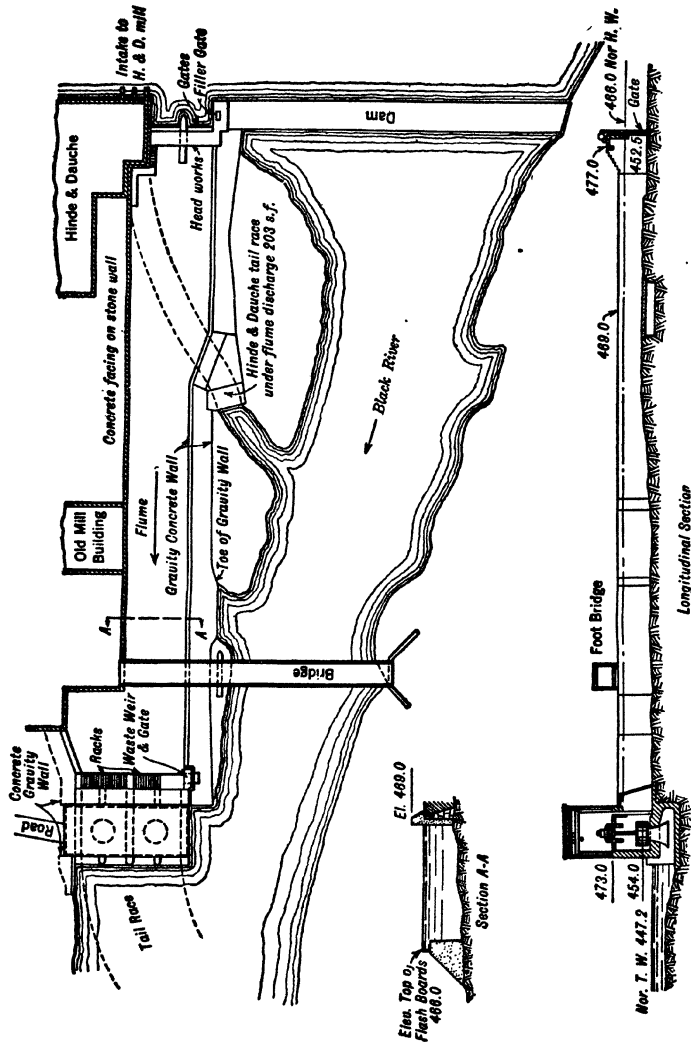 Intake to
H. & D. mill
Gates
Filler Gate
Hinde & Dauche
Dam
Head works
Concrete facing on stone wall
Hinde & Dauche tail race
under flume discharge 203 s.f.
Black River
Flume
Gravity Concrete Wall
Toe of Gravity Wall
Old Mill
Building
A
A
Bridge
Racks
Waste Weir
& Gate
Concrete
Gravity
Wall
Road
Tail Race
El. 469.0
Section A-A
Elev. Top of
Flash Boards
466.0
466.0 Nor H. W.
Gate
452.5
477.0
469.0
Foot Bridge
Longitudinal Section
473.0
454.0
Nor. T. W. 447.2